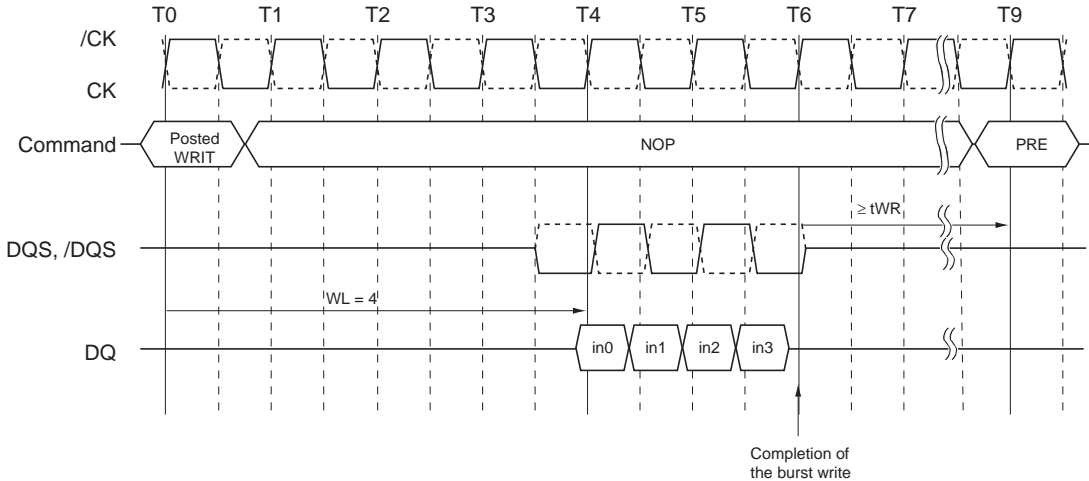 T0 T1 T2 T3 T4 T5 T6 T7 T9
/CK
CK
Command
Posted
WRIT
NOP
PRE
≥ tWR
DQS, /DQS
WL = 4
DQ
in0 in1 in2 in3
Completion of
the burst write